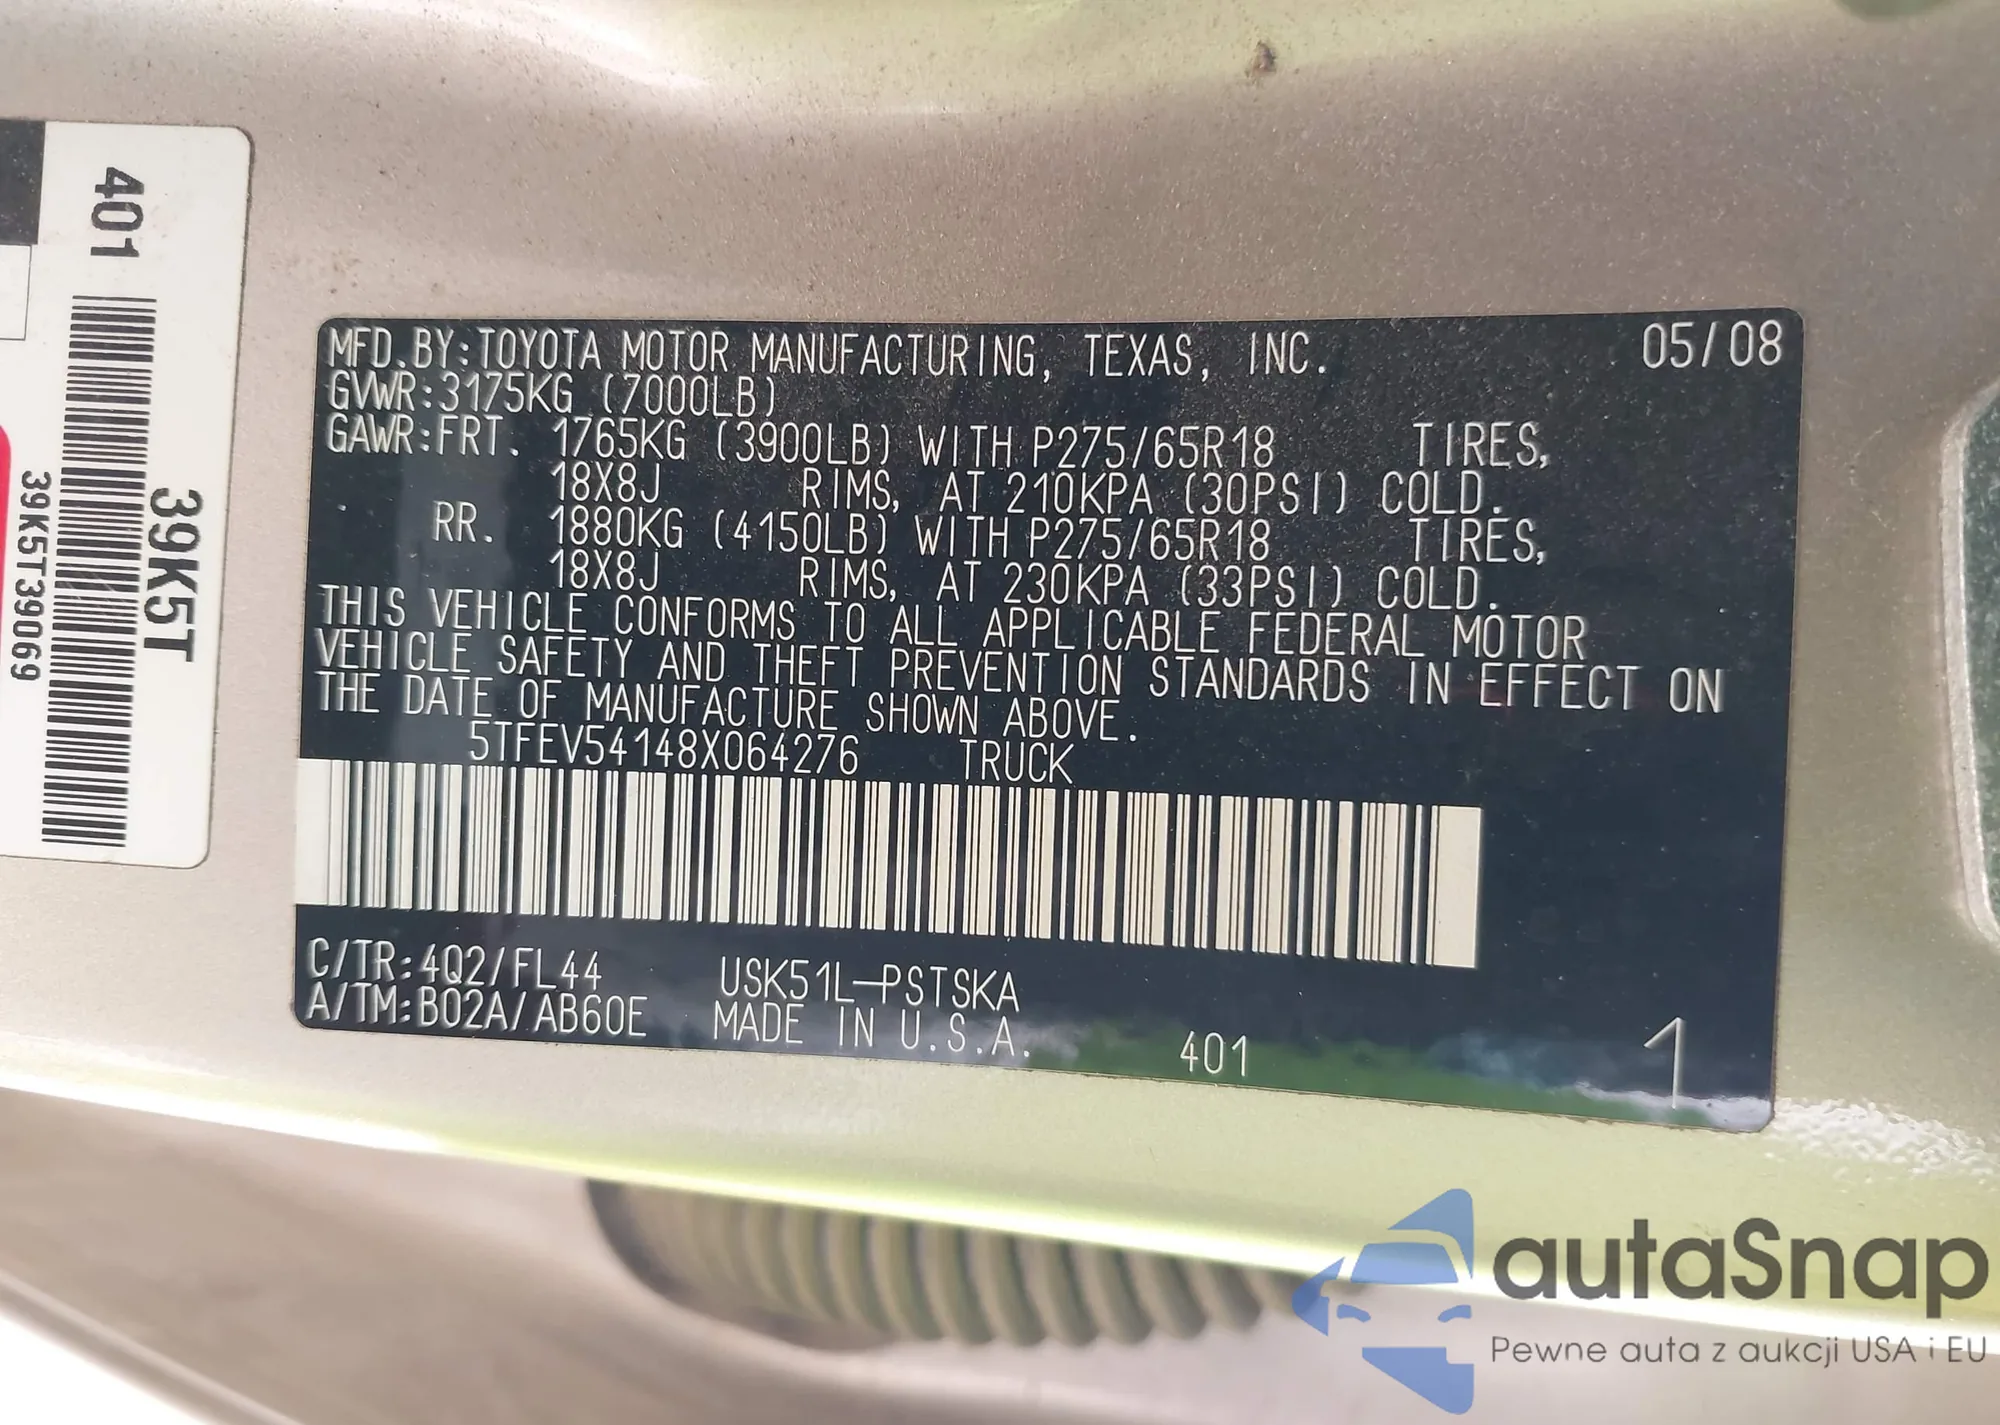 401
39K5T
39K5T39069
MFD.BY:TOYOTA MOTOR MANUFACTURING, TEXAS, INC. 05/08
GVWR:3175KG (7000LB)
GAWR:FRT. 1765KG (3900LB) WITH P275/65R18 TIRES,
18X8J RIMS, AT 210KPA (30PSI) COLD.
RR. 1880KG (4150LB) WITH P275/65R18 TIRES,
18X8J RIMS, AT 230KPA (33PSI) COLD.
THIS VEHICLE CONFORMS TO ALL APPLICABLE FEDERAL MOTOR
VEHICLE SAFETY AND THEFT PREVENTION STANDARDS IN EFFECT ON
THE DATE OF MANUFACTURE SHOWN ABOVE.
5TFEV54148X064276 TRUCK
C/TR:4Q2/FL44 USK51L-PSTSKA
A/TM:B02A/AB60E MADE IN U.S.A. 401 1
autaSnap
Pewne auta z aukcji USA i EU